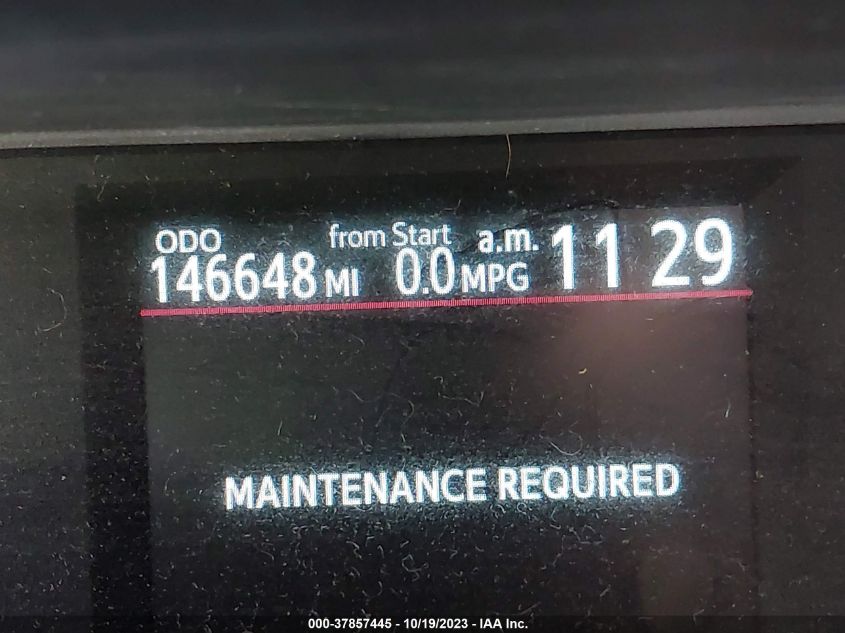 ODO from Start a.m. 11 29
146648 MI 0.0 MPG
MAINTENANCE REQUIRED
000-37857445 - 10/19/2023 - IAA Inc.